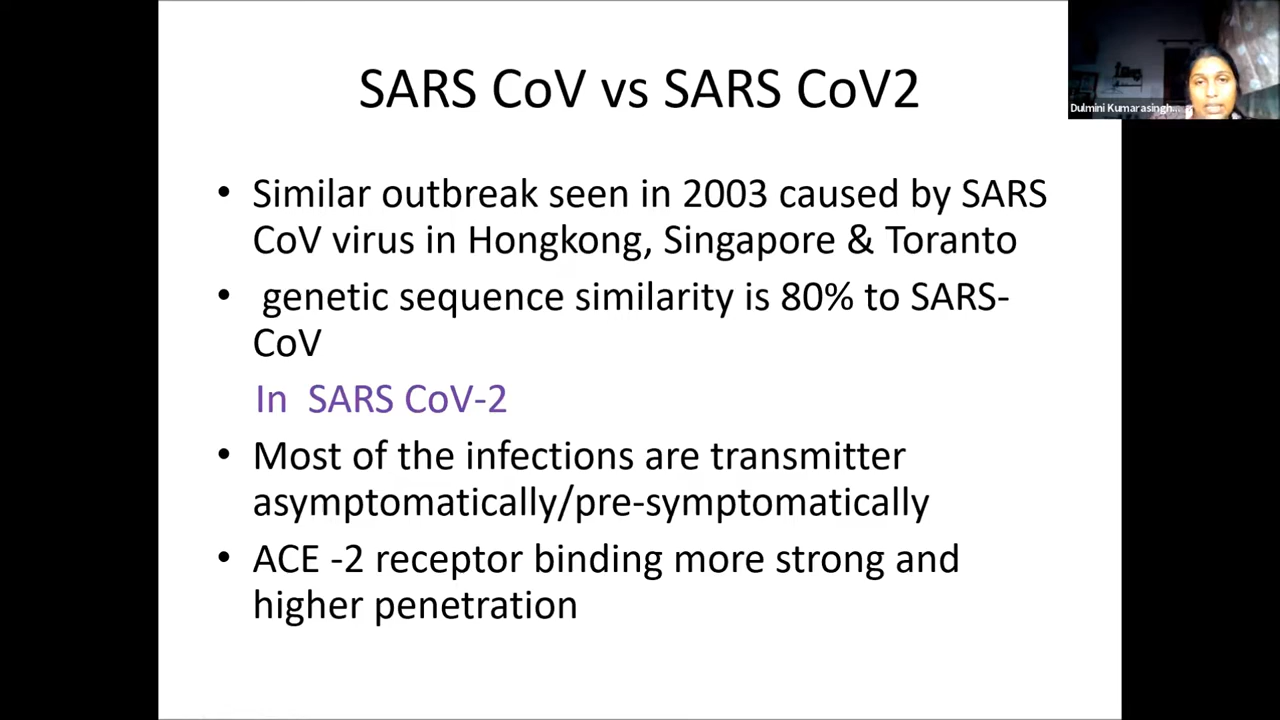 SARS CoV vs SARS CoV2
Dulmini Kumarasingh...
• Similar outbreak seen in 2003 caused by SARS
CoV virus in Hongkong, Singapore & Toranto
• genetic sequence similarity is 80% to SARS-
CoV
In SARS CoV-2
• Most of the infections are transmitter
asymptomatically/pre-symptomatically
• ACE -2 receptor binding more strong and
higher penetration